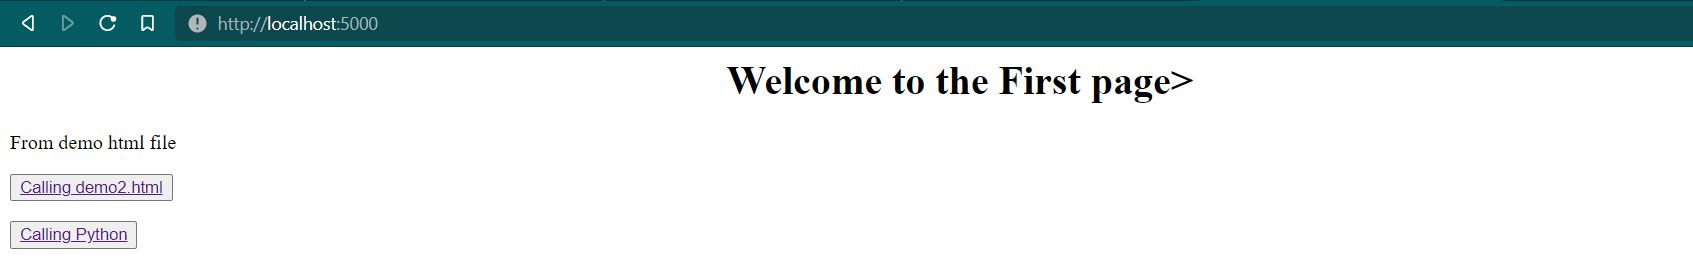 http://localhost:5000
Welcome to the First page>
From demo html file
Calling demo2.html
Calling Python